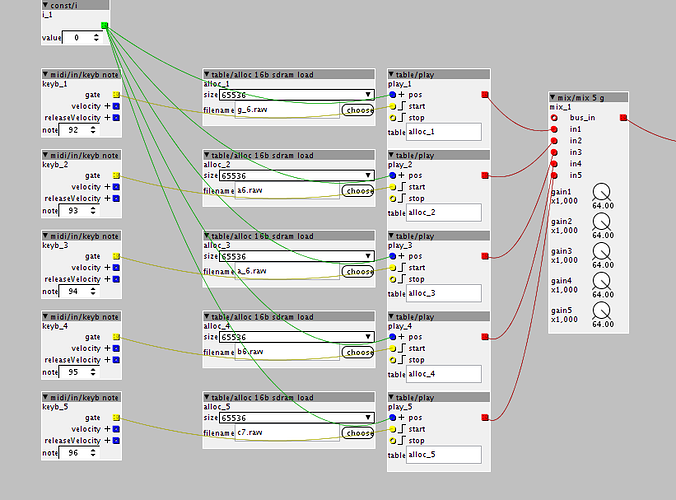 ▼ const/i
i_1
value 0
▼ midi/in/keyb note
keyb_1
gate
velocity +
releaseVelocity +
note 92
▼ table/alloc 16b sdram load
alloc_1
size 65536 ▼
filename g_6.raw choose
▼ table/play
play_1
+ pos
start
stop
table alloc_1
▼ midi/in/keyb note
keyb_2
gate
velocity +
releaseVelocity +
note 93
▼ table/alloc 16b sdram load
alloc_2
size 65536 ▼
filename a6.raw choose
▼ table/play
play_2
+ pos
start
stop
table alloc_2
▼ midi/in/keyb note
keyb_3
gate
velocity +
releaseVelocity +
note 94
▼ table/alloc 16b sdram load
alloc_3
size 65536 ▼
filename a_6.raw choose
▼ table/play
play_3
+ pos
start
stop
table alloc_3
▼ midi/in/keyb note
keyb_4
gate
velocity +
releaseVelocity +
note 95
▼ table/alloc 16b sdram load
alloc_4
size 65536 ▼
filename b6.raw choose
▼ table/play
play_4
+ pos
start
stop
table alloc_4
▼ midi/in/keyb note
keyb_5
gate
velocity +
releaseVelocity +
note 96
▼ table/alloc 16b sdram load
alloc_5
size 65536 ▼
filename c7.raw choose
▼ table/play
play_5
+ pos
start
stop
table alloc_5
▼ mix/mix 5 g
mix_1
bus_in
in1
in2
in3
in4
in5
gain1
x1,000
64.00
gain2
x1,000
64.00
gain3
x1,000
64.00
gain4
x1,000
64.00
gain5
x1,000
64.00